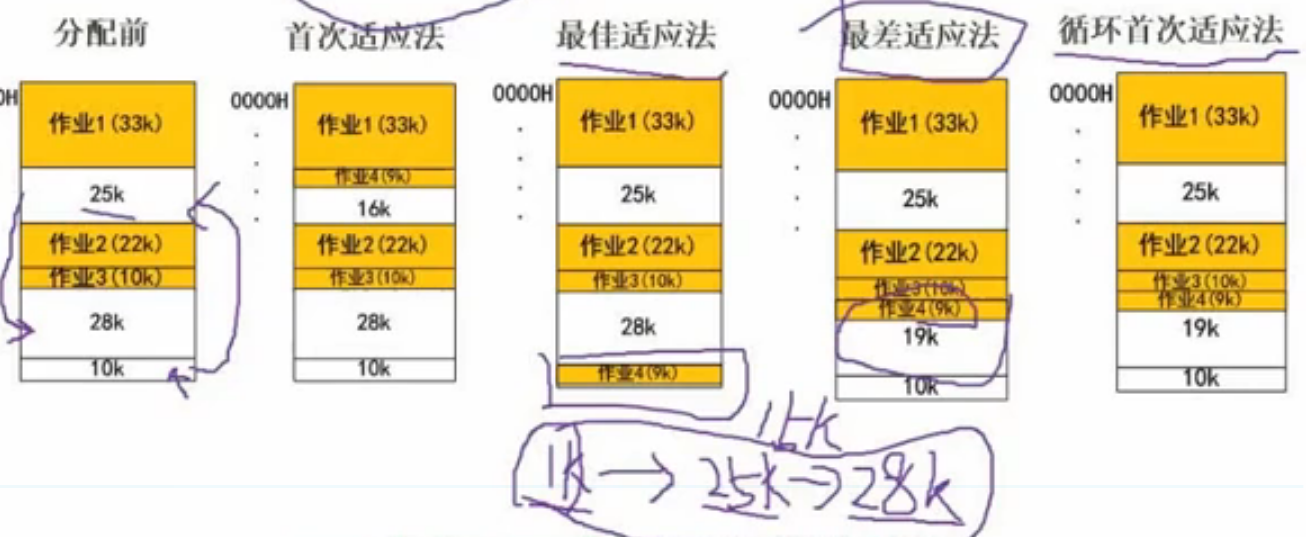 分配前
首次适应法
最佳适应法
最差适应法
循环首次适应法
0H
作业1(33k)
25k
作业2(22k)
作业3(10k)
28k
10k
0000H
作业1(33k)
作业4(9k)
16k
作业2(22k)
作业3(10k)
28k
10k
0000H
作业1(33k)
25k
作业2(22k)
作业3(10k)
28k
作业4(9k)
0000H
作业1(33k)
25k
作业2(22k)
作业3(10k)
作业4(9k)
19k
10k
0000H
作业1(33k)
25k
作业2(22k)
作业3(10k)
作业4(9k)
19k
10k
1k → 25k → 28k